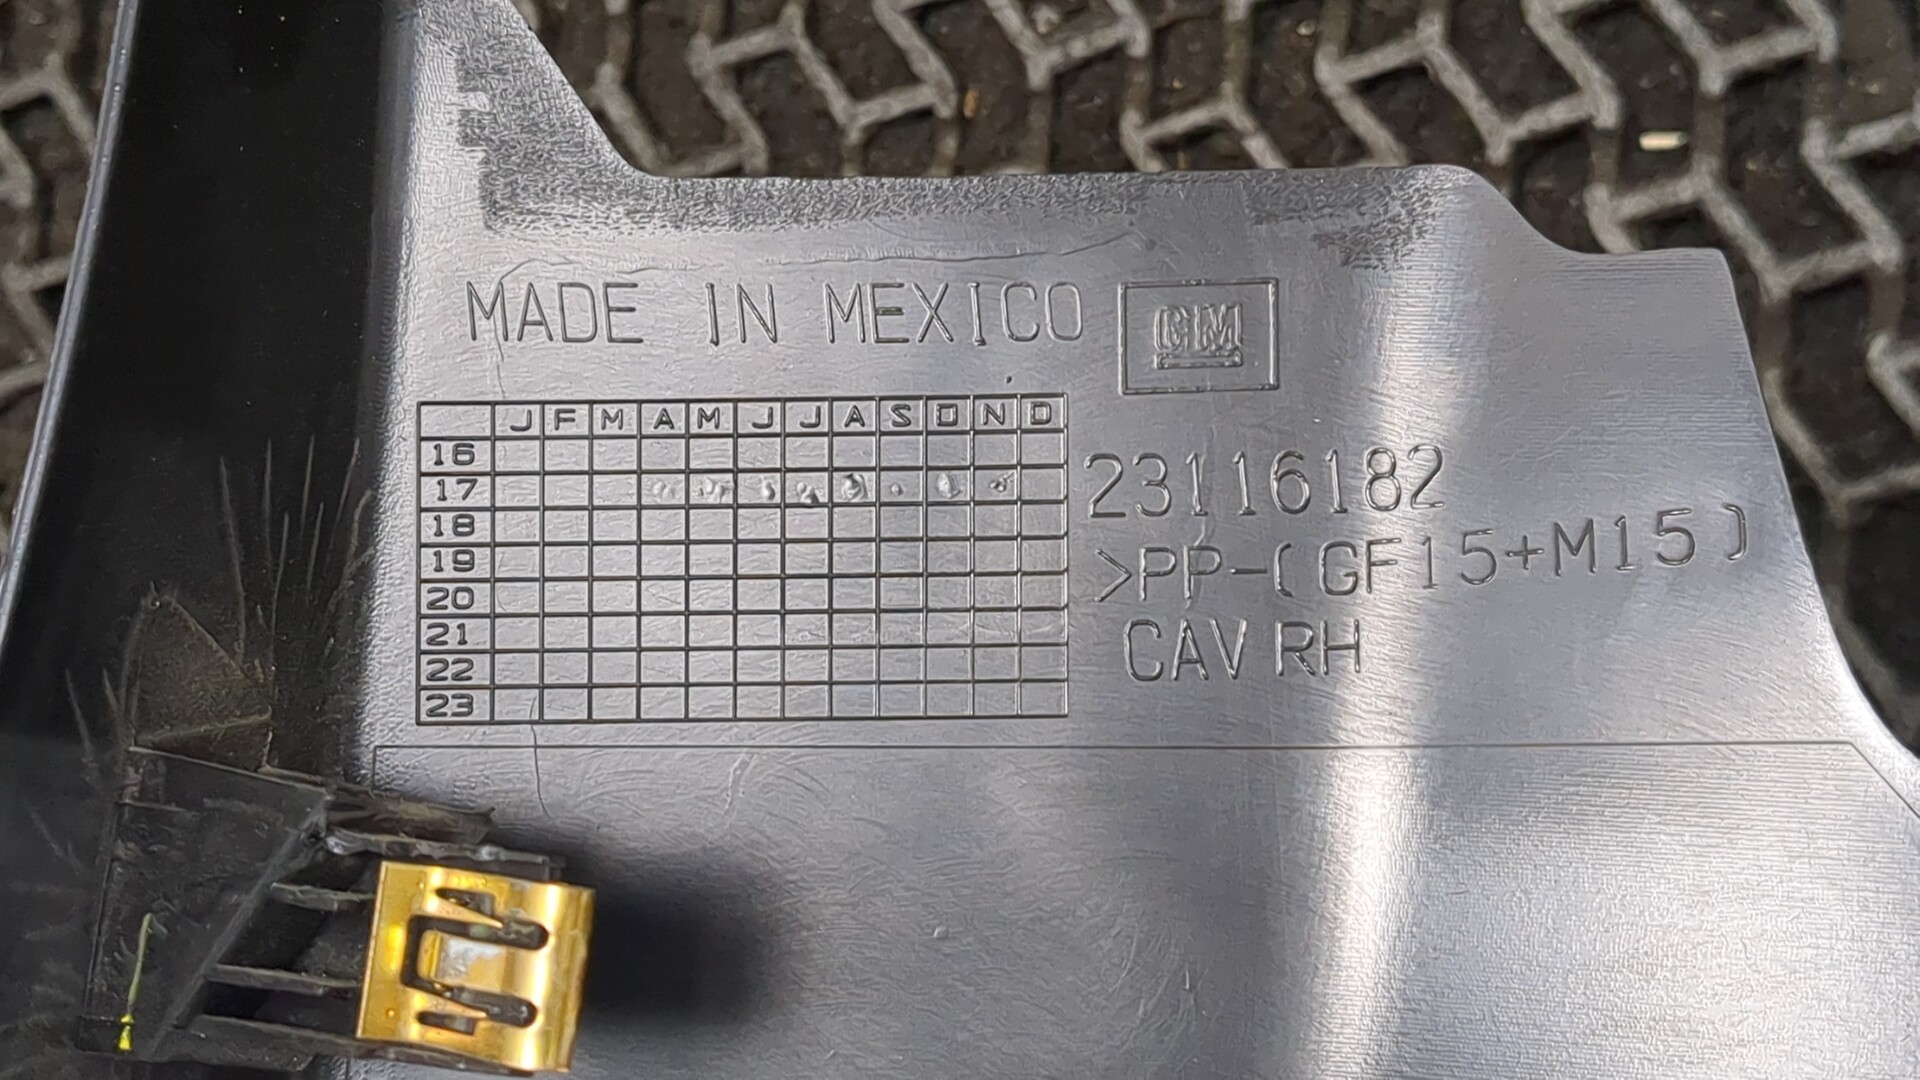 MADE IN MEXICO GM
J F M A M J J A S O N D
16
17
18
19
20
21
22
23
23116182
>PP-(GF15+M15)
CAV RH